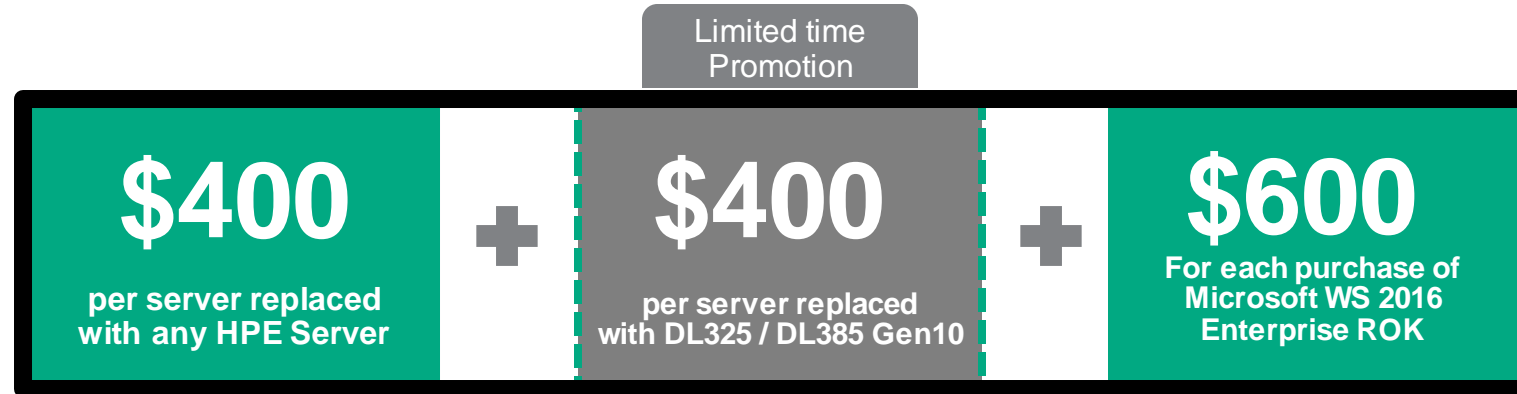 Limited time
Promotion
$400
per server replaced
with any HPE Server
$400
per server replaced
with DL325 / DL385 Gen10
$600
For each purchase of
Microsoft WS 2016
Enterprise ROK